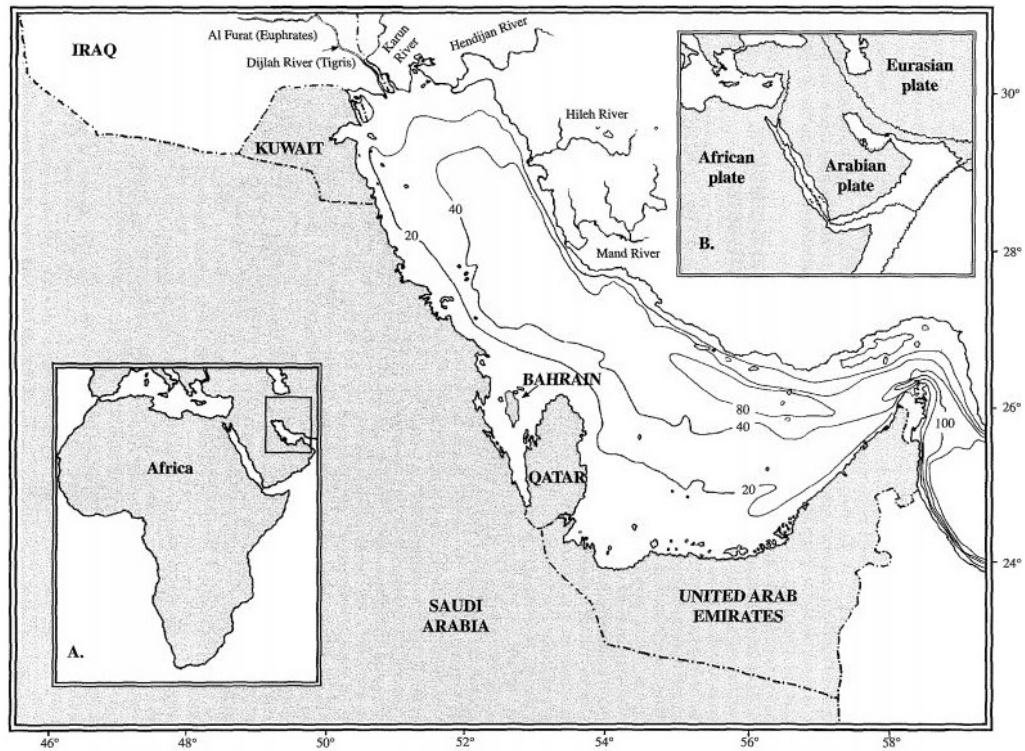 IRAQ
Al Furat (Euphrates)
Dijlah River (Tigris)
Karun
River
Hendijan River
Hileh River
Mand River
KUWAIT
20
40
BAHRAIN
QATAR
80
40
20
100
SAUDI
ARABIA
UNITED ARAB
EMIRATES
Africa
A.
Eurasian
plate
African
plate
Arabian
plate
B.
30°
28°
26°
24°
46°
48°
50°
52°
54°
56°
58°